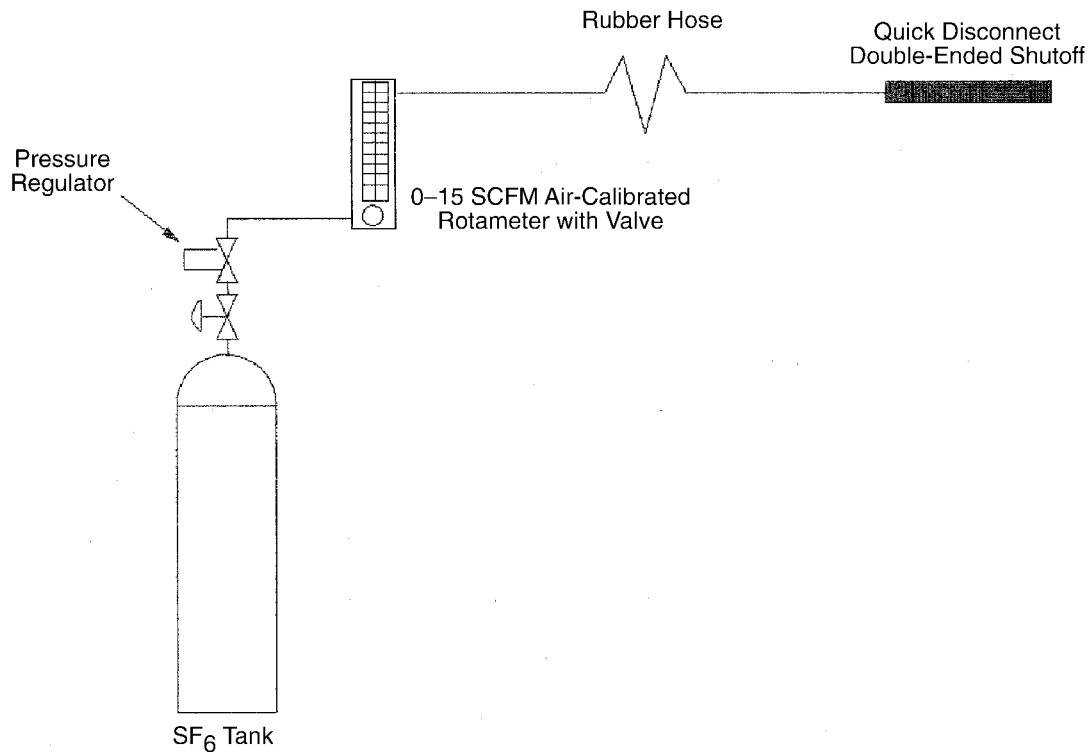 Rubber Hose
Quick Disconnect
Double-Ended Shutoff
Pressure
Regulator
0–15 SCFM Air-Calibrated
Rotameter with Valve
SF6 Tank